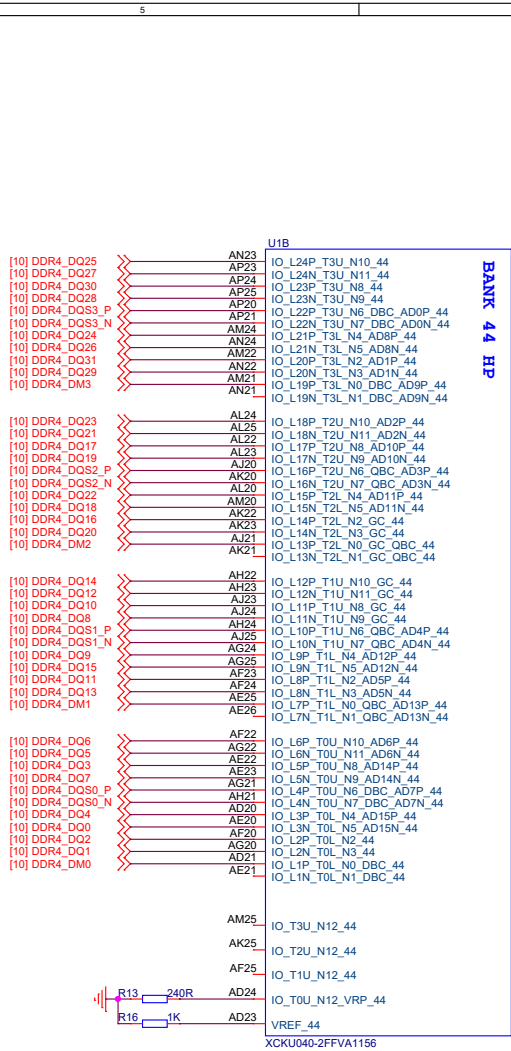 5
U1B
BANK 44 HP
[10] DDR4_DQ25 AN23 IO_L24P_T3U_N10_44
[10] DDR4_DQ27 AP23 IO_L24N_T3U_N11_44
[10] DDR4_DQ30 AP24 IO_L23P_T3U_N8_44
[10] DDR4_DQ28 AP25 IO_L23N_T3U_N9_44
[10] DDR4_DQS3_P AP20 IO_L22P_T3U_N6_DBC_AD0P_44
[10] DDR4_DQS3_N AP21 IO_L22N_T3U_N7_DBC_AD0N_44
[10] DDR4_DQ24 AM24 IO_L21P_T3L_N4_AD8P_44
[10] DDR4_DQ26 AN24 IO_L21N_T3L_N5_AD8N_44
[10] DDR4_DQ31 AM22 IO_L20P_T3L_N2_AD1P_44
[10] DDR4_DQ29 AN22 IO_L20N_T3L_N3_AD1N_44
[10] DDR4_DM3 AM21 IO_L19P_T3L_N0_DBC_AD9P_44
AN21 IO_L19N_T3L_N1_DBC_AD9N_44
[10] DDR4_DQ23 AL24 IO_L18P_T2U_N10_AD2P_44
[10] DDR4_DQ21 AL25 IO_L18N_T2U_N11_AD2N_44
[10] DDR4_DQ17 AL22 IO_L17P_T2U_N8_AD10P_44
[10] DDR4_DQ19 AL23 IO_L17N_T2U_N9_AD10N_44
[10] DDR4_DQS2_P AJ20 IO_L16P_T2U_N6_QBC_AD3P_44
[10] DDR4_DQS2_N AK20 IO_L16N_T2U_N7_QBC_AD3N_44
[10] DDR4_DQ22 AL20 IO_L15P_T2L_N4_AD11P_44
[10] DDR4_DQ18 AM20 IO_L15N_T2L_N5_AD11N_44
[10] DDR4_DQ16 AK22 IO_L14P_T2L_N2_GC_44
[10] DDR4_DQ20 AK23 IO_L14N_T2L_N3_GC_44
[10] DDR4_DM2 AJ21 IO_L13P_T2L_N0_GC_QBC_44
AK21 IO_L13N_T2L_N1_GC_QBC_44
[10] DDR4_DQ14 AH22 IO_L12P_T1U_N10_GC_44
[10] DDR4_DQ12 AH23 IO_L12N_T1U_N11_GC_44
[10] DDR4_DQ10 AJ23 IO_L11P_T1U_N8_GC_44
[10] DDR4_DQ8 AJ24 IO_L11N_T1U_N9_GC_44
[10] DDR4_DQS1_P AH24 IO_L10P_T1U_N6_QBC_AD4P_44
[10] DDR4_DQS1_N AJ25 IO_L10N_T1U_N7_QBC_AD4N_44
[10] DDR4_DQ9 AG24 IO_L9P_T1L_N4_AD12P_44
[10] DDR4_DQ15 AG25 IO_L9N_T1L_N5_AD12N_44
[10] DDR4_DQ11 AF23 IO_L8P_T1L_N2_AD5P_44
[10] DDR4_DQ13 AF24 IO_L8N_T1L_N3_AD5N_44
[10] DDR4_DM1 AE25 IO_L7P_T1L_N0_QBC_AD13P_44
AE26 IO_L7N_T1L_N1_QBC_AD13N_44
[10] DDR4_DQ6 AF22 IO_L6P_T0U_N10_AD6P_44
[10] DDR4_DQ5 AG22 IO_L6N_T0U_N11_AD6N_44
[10] DDR4_DQ3 AE22 IO_L5P_T0U_N8_AD14P_44
[10] DDR4_DQ7 AE23 IO_L5N_T0U_N9_AD14N_44
[10] DDR4_DQS0_P AG21 IO_L4P_T0U_N6_DBC_AD7P_44
[10] DDR4_DQS0_N AH21 IO_L4N_T0U_N7_DBC_AD7N_44
[10] DDR4_DQ4 AD20 IO_L3P_T0L_N4_AD15P_44
[10] DDR4_DQ0 AE20 IO_L3N_T0L_N5_AD15N_44
[10] DDR4_DQ2 AF20 IO_L2P_T0L_N2_44
[10] DDR4_DQ1 AG20 IO_L2N_T0L_N3_44
[10] DDR4_DM0 AD21 IO_L1P_T0L_N0_DBC_44
AE21 IO_L1N_T0L_N1_DBC_44
AM25 IO_T3U_N12_44
AK25 IO_T2U_N12_44
AF25 IO_T1U_N12_44
R13 240R AD24 IO_T0U_N12_VRP_44
R16 1K AD23 VREF_44
XCKU040-2FFVA1156